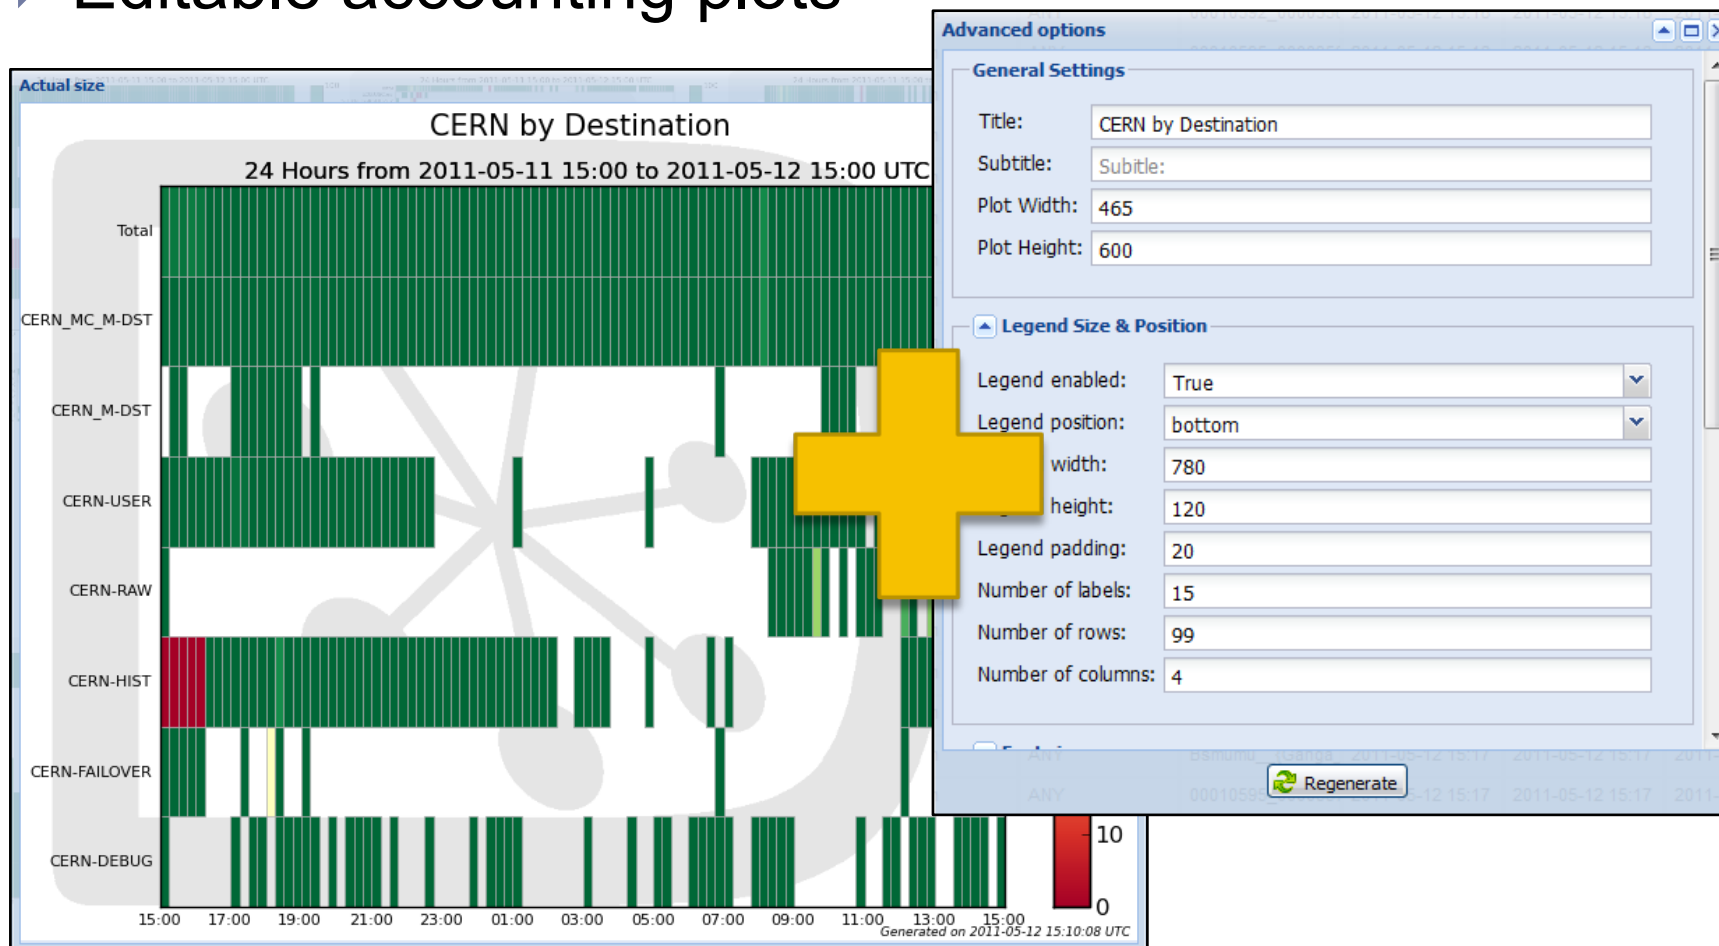 Editable accounting plots
Actual size
CERN by Destination
24 Hours from 2011-05-11 15:00 to 2011-05-12 15:00 UTC
Total
CERN_MC_M-DST
CERN_M-DST
CERN-USER
CERN-RAW
CERN-HIST
CERN-FAILOVER
CERN-DEBUG
15:00 17:00 19:00 21:00 23:00 01:00 03:00 05:00 07:00 09:00 11:00 13:00 15:00
Generated on 2011-05-12 15:10:08 UTC
10
0
Advanced options
General Settings
Title: CERN by Destination
Subtitle: Subitle:
Plot Width: 465
Plot Height: 600
Legend Size & Position
Legend enabled: True
Legend position: bottom
width: 780
height: 120
Legend padding: 20
Number of labels: 15
Number of rows: 99
Number of columns: 4
Regenerate